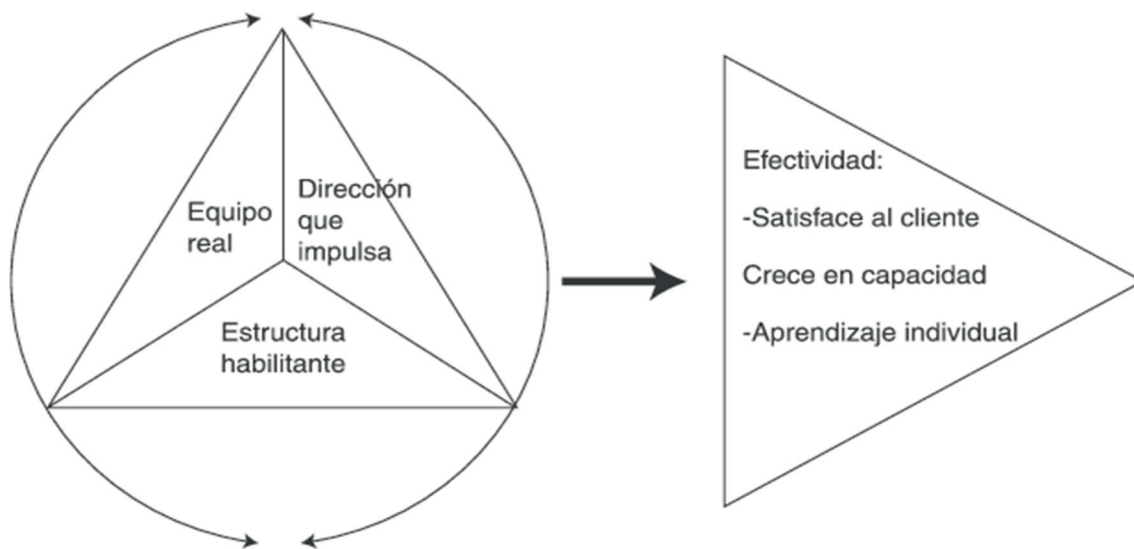 Equipo
real
Dirección
que
impulsa
Estructura
habilitante
Efectividad:
-Satisface al cliente
Crece en capacidad
-Aprendizaje individual